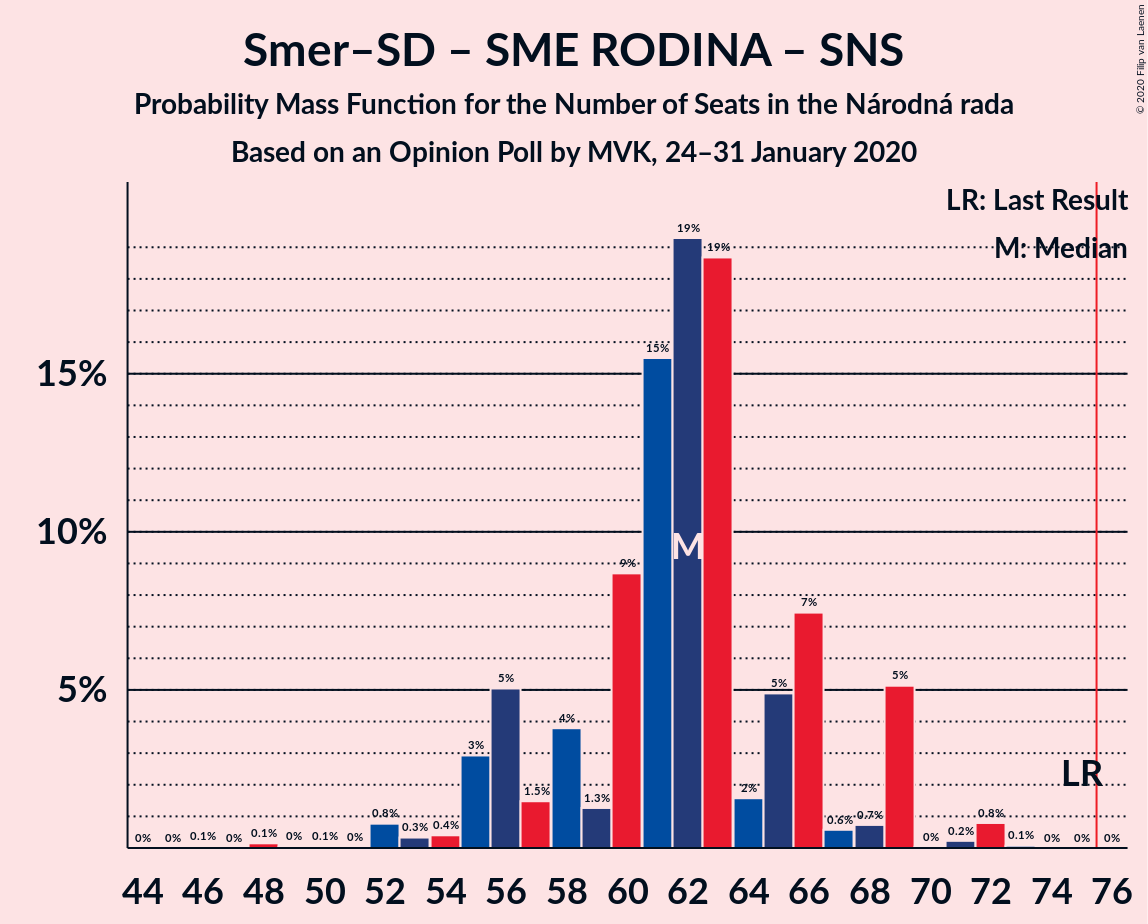 Smer–SD – SME RODINA – SNS
Probability Mass Function for the Number of Seats in the Národná rada
Based on an Opinion Poll by MVK, 24–31 January 2020
© 2020 Filip van Laenen
LR: Last Result
M: Median
15%
10%
5%
0% 0% 0.1% 0% 0.1% 0% 0.1% 0% 0.8% 0.3% 0.4% 3% 5% 1.5% 4% 1.3% 9% 15% 19% 19% 2% 5% 7% 0.6% 0.7% 5% 0% 0.2% 0.8% 0.1% 0% 0% 0%
M
LR
44 46 48 50 52 54 56 58 60 62 64 66 68 70 72 74 76